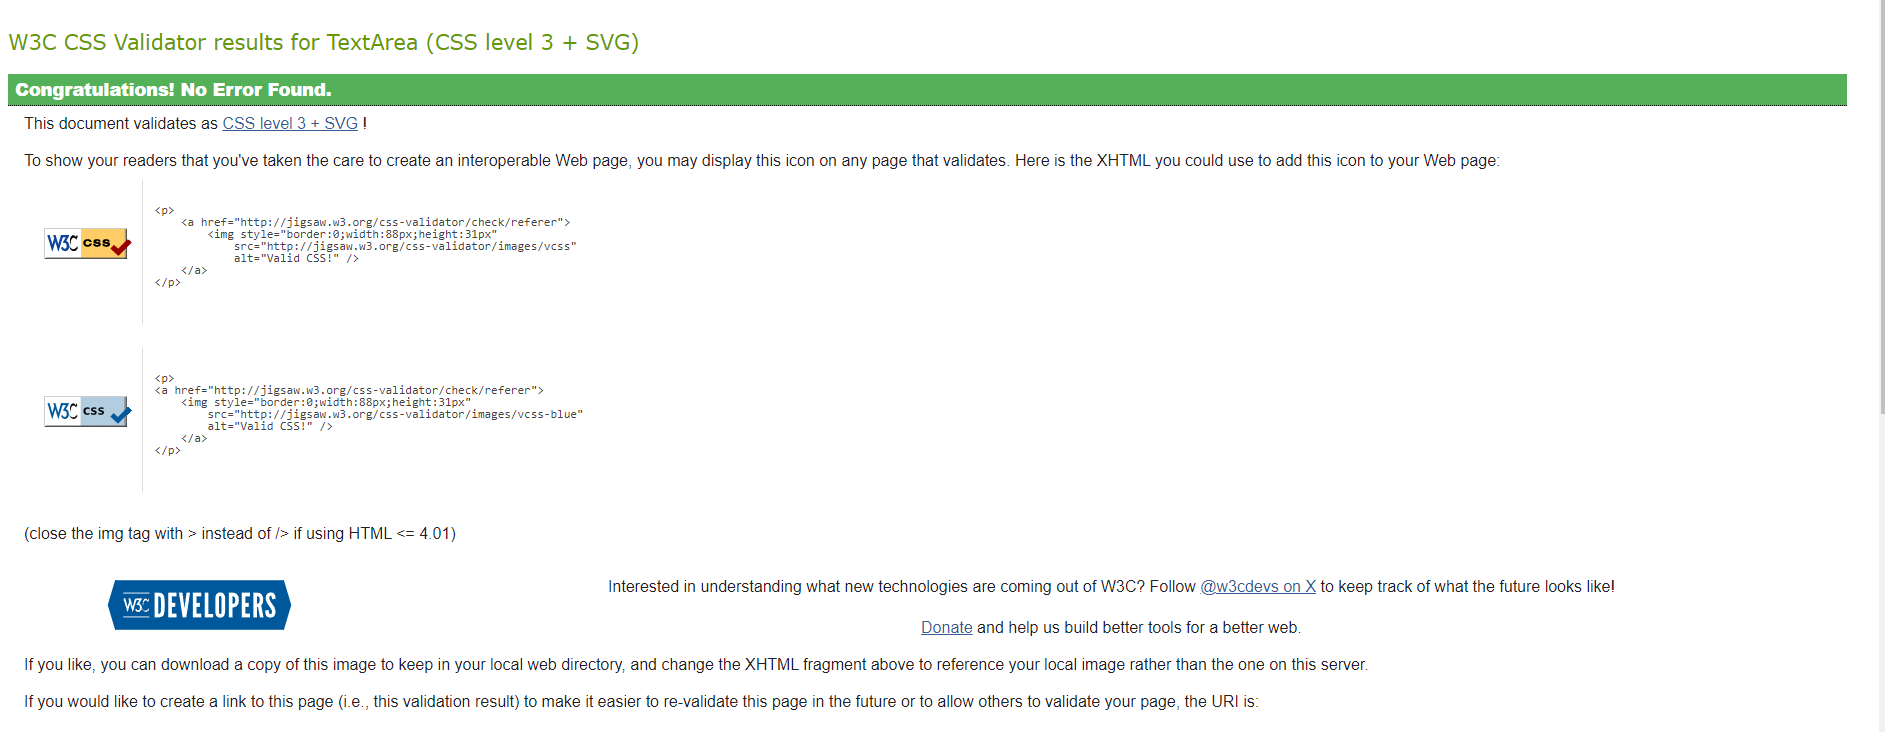 W3C CSS Validator results for TextArea (CSS level 3 + SVG)
Congratulations! No Error Found.
This document validates as CSS level 3 + SVG !
To show your readers that you've taken the care to create an interoperable Web page, you may display this icon on any page that validates. Here is the XHTML you could use to add this icon to your Web page:
W3C css
<p>
    <a href="http://jigsaw.w3.org/css-validator/check/referer">
        <img style="border:0;width:88px;height:31px"
            src="http://jigsaw.w3.org/css-validator/images/vcss"
            alt="Valid CSS!" />
    </a>
</p>
W3C css
<p>
<a href="http://jigsaw.w3.org/css-validator/check/referer">
    <img style="border:0;width:88px;height:31px"
        src="http://jigsaw.w3.org/css-validator/images/vcss-blue"
        alt="Valid CSS!" />
    </a>
</p>
(close the img tag with > instead of /> if using HTML <= 4.01)
W3C DEVELOPERS
Interested in understanding what new technologies are coming out of W3C? Follow @w3cdevs on X to keep track of what the future looks like!
Donate and help us build better tools for a better web.
If you like, you can download a copy of this image to keep in your local web directory, and change the XHTML fragment above to reference your local image rather than the one on this server.
If you would like to create a link to this page (i.e., this validation result) to make it easier to re-validate this page in the future or to allow others to validate your page, the URI is: